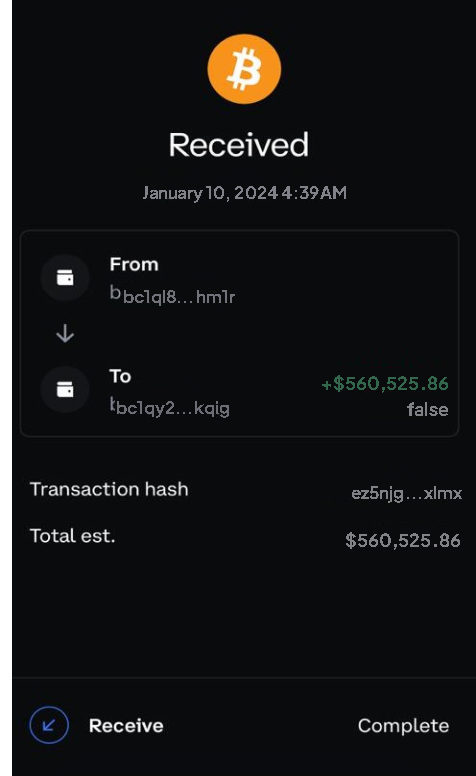 Received
January 10, 2024 4:39AM
From
bbc1ql8...hm1r
To
+$560,525.86
bc1qy2...kqig
false
Transaction hash
ez5njg...xlmx
Total est.
$560,525.86
Receive
Complete